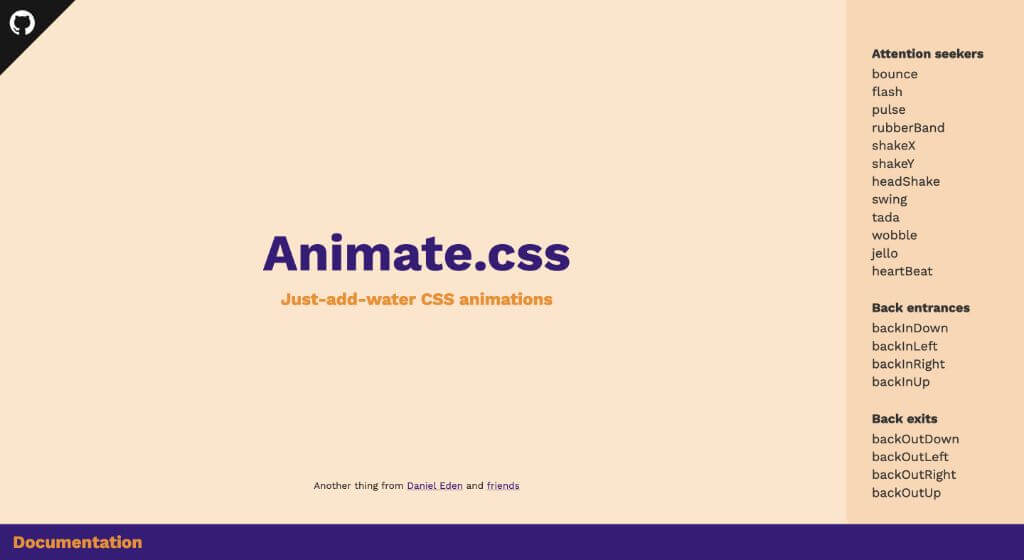 Animate.css
Just-add-water CSS animations
Another thing from Daniel Eden and friends
Attention seekers
bounce
flash
pulse
rubberBand
shakeX
shakeY
headShake
swing
tada
wobble
jello
heartBeat
Back entrances
backInDown
backInLeft
backInRight
backInUp
Back exits
backOutDown
backOutLeft
backOutRight
backOutUp
Documentation